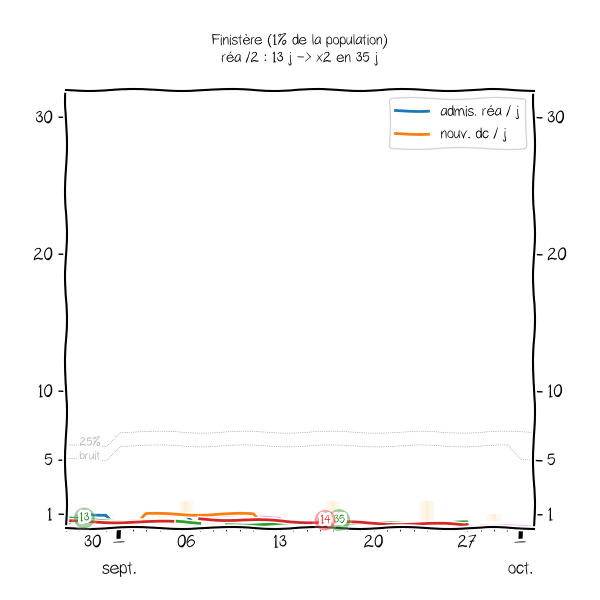 Finistère (1% de la population)
réa /2 : 13 j -> x2 en 35 j
admis. réa / j
nouv. dc / j
30
30
20
20
10
10
25%
bruit
5
5
1
1
13
14
35
30
06
13
20
27
sept.
oct.